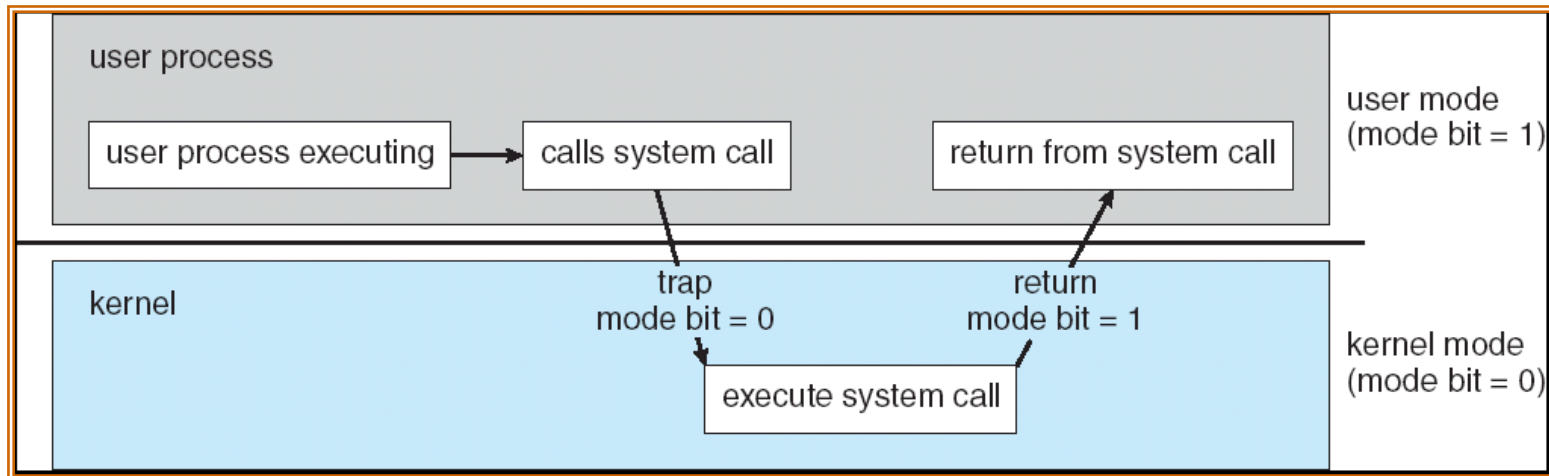 user process
user process executing
calls system call
return from system call
user mode
(mode bit = 1)
kernel
trap
mode bit = 0
return
mode bit = 1
execute system call
kernel mode
(mode bit = 0)